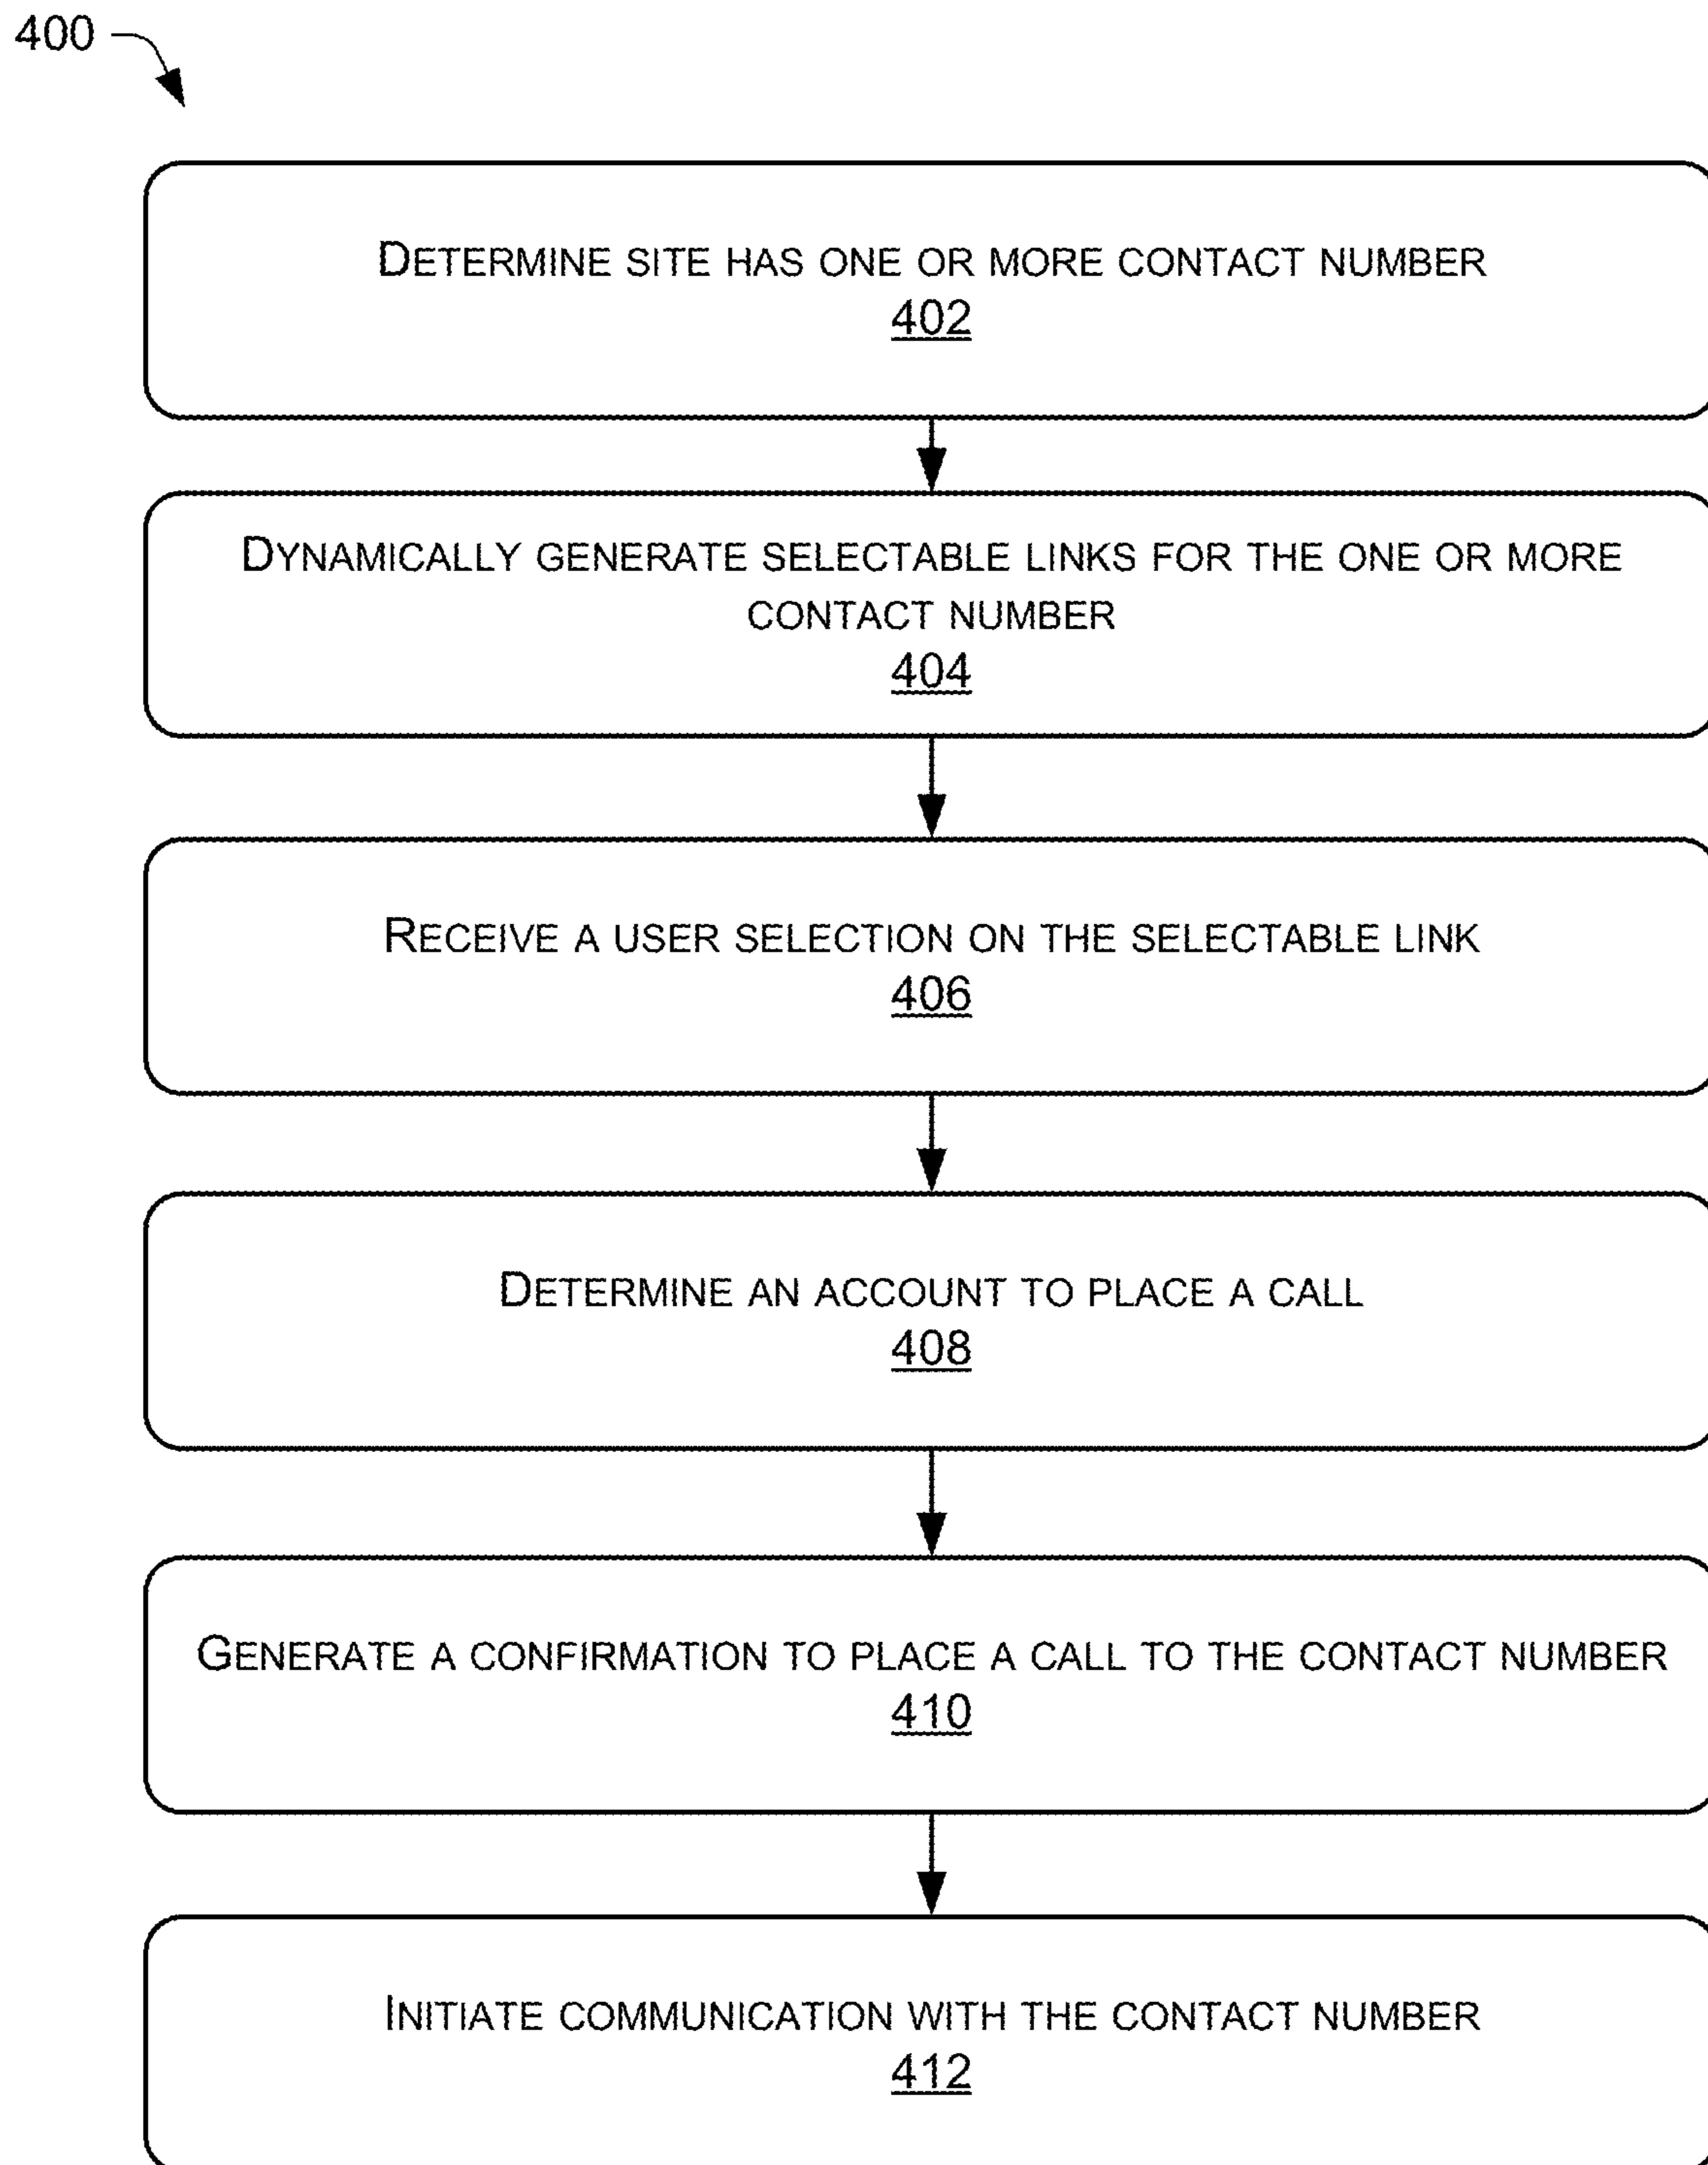 400
DETERMINE SITE HAS ONE OR MORE CONTACT NUMBER
402
DYNAMICALLY GENERATE SELECTABLE LINKS FOR THE ONE OR MORE
CONTACT NUMBER
404
RECEIVE A USER SELECTION ON THE SELECTABLE LINK
406
DETERMINE AN ACCOUNT TO PLACE A CALL
408
GENERATE A CONFIRMATION TO PLACE A CALL TO THE CONTACT NUMBER
410
INITIATE COMMUNICATION WITH THE CONTACT NUMBER
412